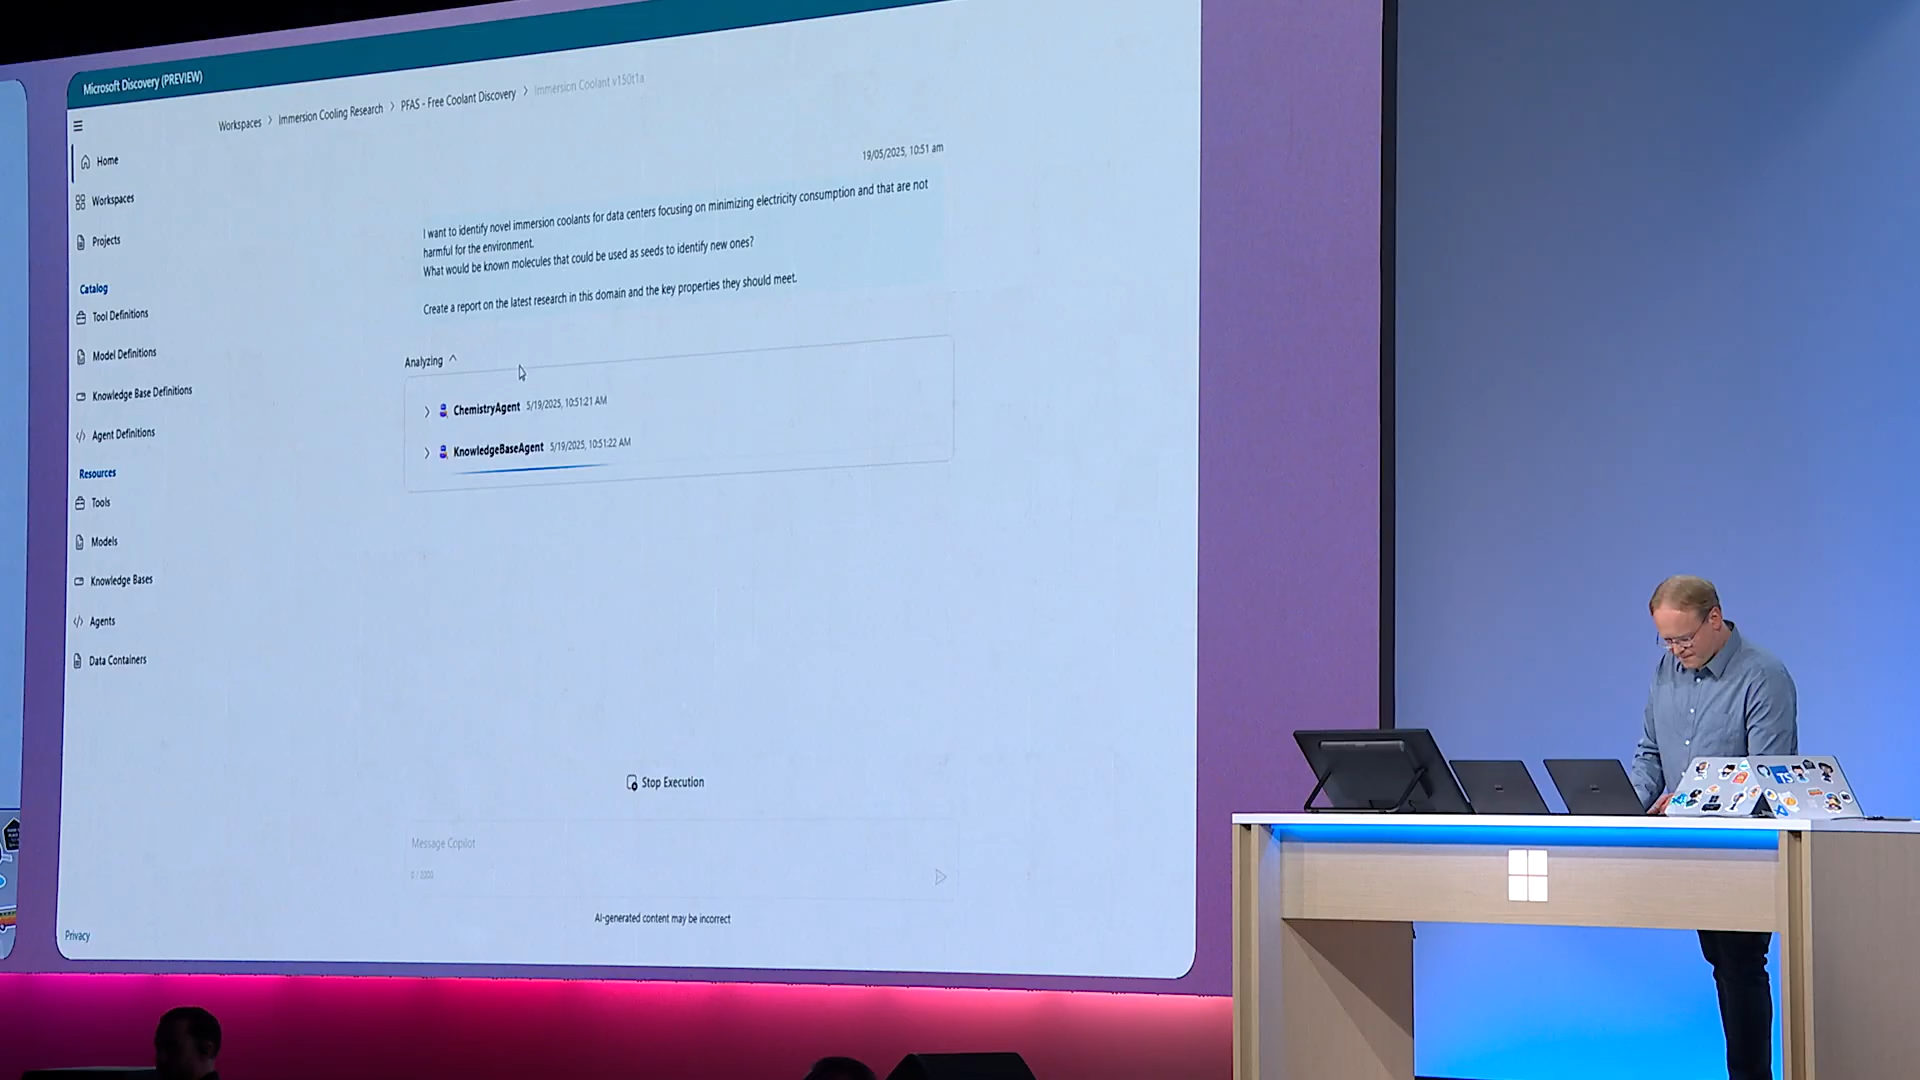 Microsoft Discovery (PREVIEW)
Workspaces > Immersion Cooling Research > PFAS - Free Coolant Discovery > Immersion Coolant v150t1a
Home
Workspaces
Projects
Catalog
Tool Definitions
Model Definitions
Knowledge Base Definitions
Agent Definitions
Resources
Tools
Models
Knowledge Bases
Agents
Data Containers
Privacy
19/05/2025, 10:51 am
I want to identify novel immersion coolants for data centers focusing on minimizing electricity consumption and that are not
harmful for the environment.
What would be known molecules that could be used as seeds to identify new ones?
Create a report on the latest research in this domain and the key properties they should meet.
Analyzing
ChemistryAgent 5/19/2025, 10:51:21 AM
KnowledgeBaseAgent 5/19/2025, 10:51:22 AM
Stop Execution
Message Copilot
0 / 2000
AI-generated content may be incorrect
TS